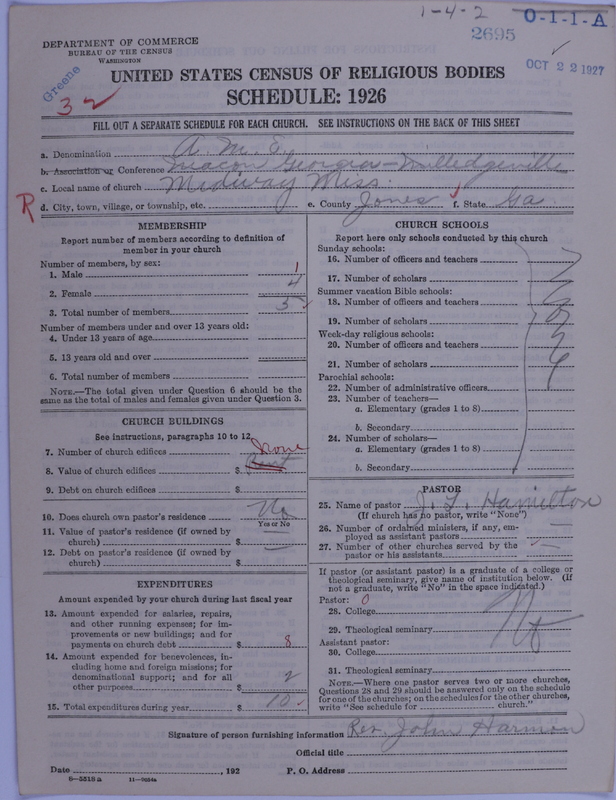 1-4-2
O-1-1-A
2695
OCT 22 1927
DEPARTMENT OF COMMERCE
BUREAU OF THE CENSUS
WASHINGTON
Greene
3
UNITED STATES CENSUS OF RELIGIOUS BODIES
SCHEDULE: 1926
FILL OUT A SEPARATE SCHEDULE FOR EACH CHURCH. SEE INSTRUCTIONS ON THE BACK OF THIS SHEET
a. Denomination A. M. E.
b. Association or Conference Macon Georgia-Milledgeville
c. Local name of church Midway Miss.
R d. City, town, village, or township, etc. e. County Jones f. State Ga
MEMBERSHIP
Report number of members according to definition of
member in your church
Number of members, by sex:
1. Male 1
2. Female 4
3. Total number of members 5
Number of members under and over 13 years old:
4. Under 13 years of age
5. 13 years old and over
6. Total number of members
NOTE.—The total given under Question 6 should be the
same as the total of males and females given under Question 3.
CHURCH BUILDINGS
See instructions, paragraphs 10 to 12
7. Number of church edifices None
8. Value of church edifices $
9. Debt on church edifices $
10. Does church own pastor's residence No
Yes or No
11. Value of pastor's residence (if owned by
church) $
12. Debt on pastor's residence (if owned by
church) $
EXPENDITURES
Amount expended by your church during last fiscal year
13. Amount expended for salaries, repairs,
and other running expenses; for im-
provements or new buildings; and for
payments on church debt $ 8
14. Amount expended for benevolences, in-
cluding home and foreign missions; for
denominational support; and for all
other purposes $ 2
15. Total expenditures during year $ 10
CHURCH SCHOOLS
Report here only schools conducted by this church
Sunday schools:
16. Number of officers and teachers
17. Number of scholars
Summer vacation Bible schools:
18. Number of officers and teachers
19. Number of scholars
Week-day religious schools:
20. Number of officers and teachers
21. Number of scholars
Parochial schools:
22. Number of administrative officers
23. Number of teachers—
a. Elementary (grades 1 to 8)
b. Secondary
24. Number of scholars—
a. Elementary (grades 1 to 8)
b. Secondary
PASTOR
25. Name of pastor J. L. Hamilton
(If church has no pastor, write "None")
26. Number of ordained ministers, if any, em-
ployed as assistant pastors
27. Number of other churches served by the
pastor or his assistants
If pastor (or assistant pastor) is a graduate of a college or
theological seminary, give name of institution below. (If
not a graduate, write "No" in the space indicated.)
Pastor: 0
28. College
29. Theological seminary
Assistant pastor:
30. College
31. Theological seminary
NOTE.—Where one pastor serves two or more churches,
Questions 28 and 29 should be answered only on the schedule
for one of the churches; on the schedules for the other churches,
write "See schedule for church."
Signature of person furnishing information Rev. John Harmon
Official title
Date , 192 P. O. Address
8-5519a 11-9654a